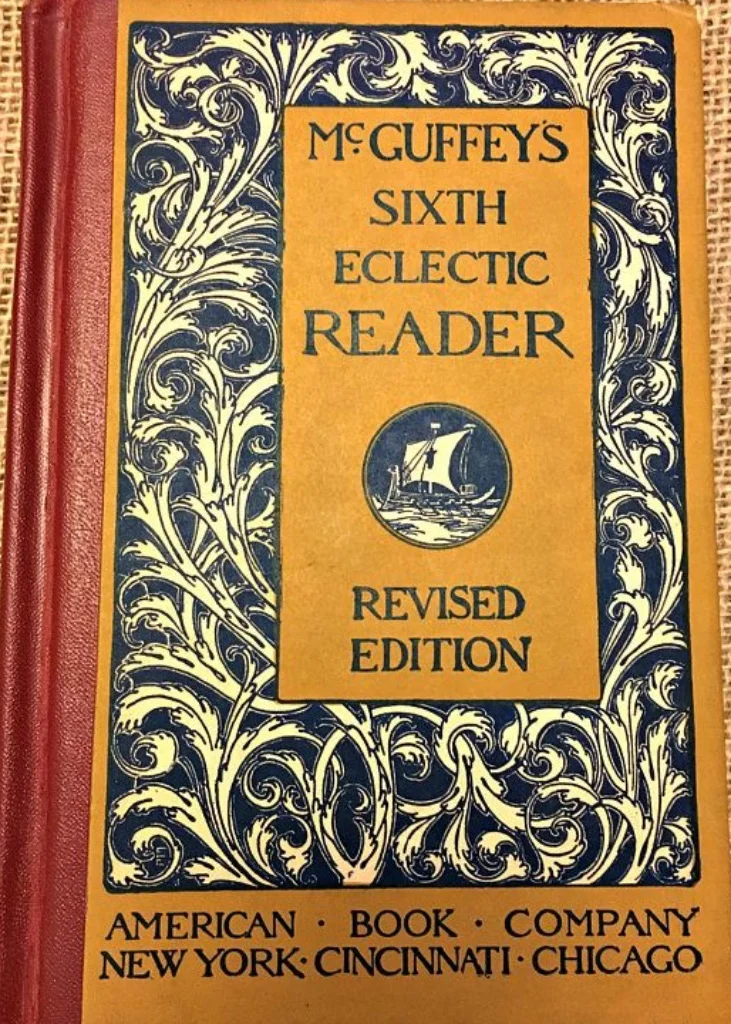 McGUFFEY'S
SIXTH
ECLECTIC
READER
REVISED
EDITION
AMERICAN · BOOK · COMPANY
NEW YORK · CINCINNATI · CHICAGO